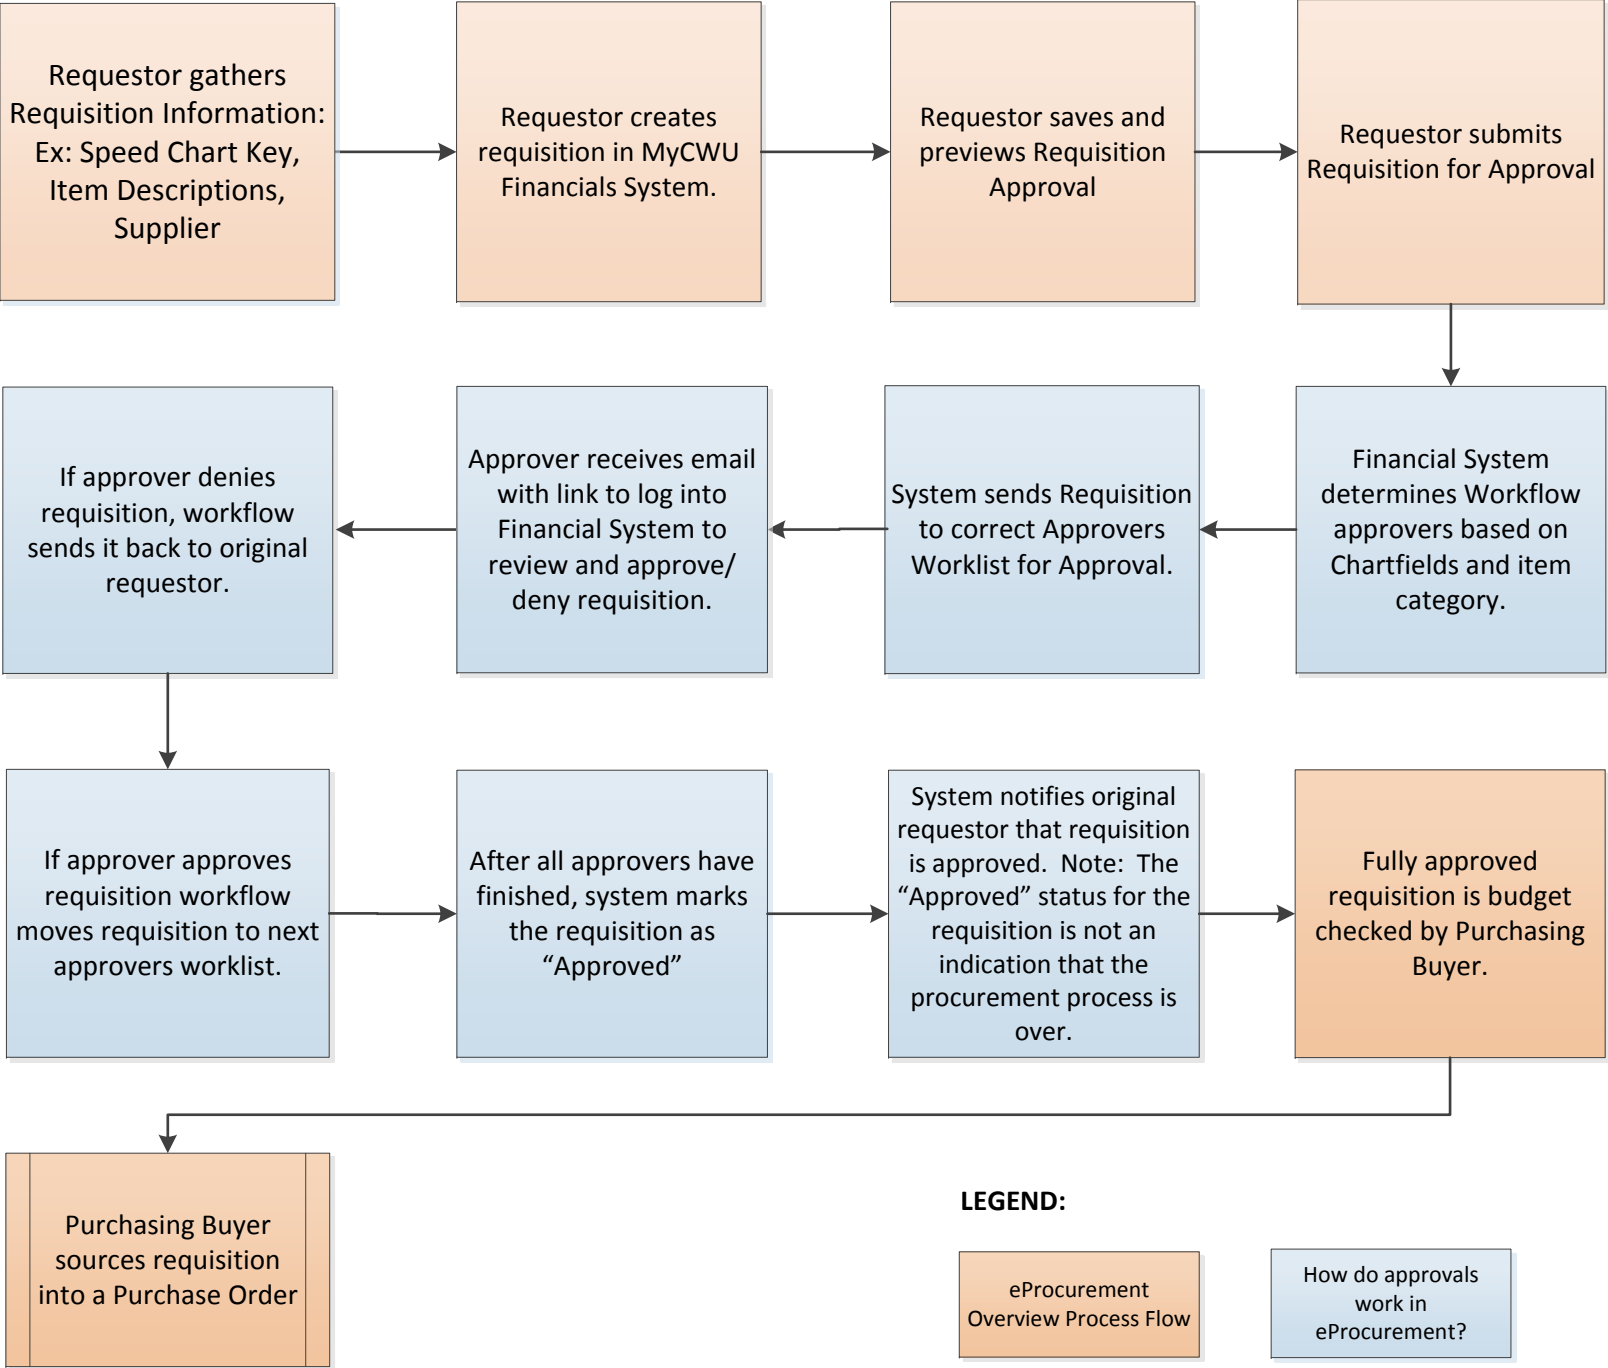 Requestor gathers
Requisition Information:
Ex: Speed Chart Key,
Item Descriptions,
Supplier
Requestor creates
requisition in MyCWU
Financials System.
Requestor saves and
previews Requisition
Approval
Requestor submits
Requisition for Approval
If approver denies
requisition, workflow
sends it back to original
requestor.
Approver receives email
with link to log into
Financial System to
review and approve/
deny requisition.
System sends Requisition
to correct Approvers
Worklist for Approval.
Financial System
determines Workflow
approvers based on
Chartfields and item
category.
If approver approves
requisition workflow
moves requisition to next
approvers worklist.
After all approvers have
finished, system marks
the requisition as
“Approved”
System notifies original
requestor that requisition
is approved.  Note:  The
“Approved” status for the
requisition is not an
indication that the
procurement process is
over.
Fully approved
requisition is budget
checked by Purchasing
Buyer.
Purchasing Buyer
sources requisition
into a Purchase Order
LEGEND:
eProcurement
Overview Process Flow
How do approvals
work in
eProcurement?